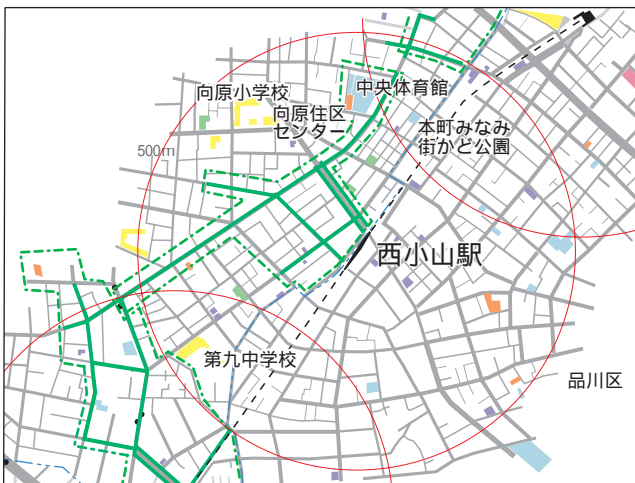 中央体育館
向原小学校
向原住区
センター
本町みなみ
街かど公園
500m
西小山駅
第九中学校
品川区